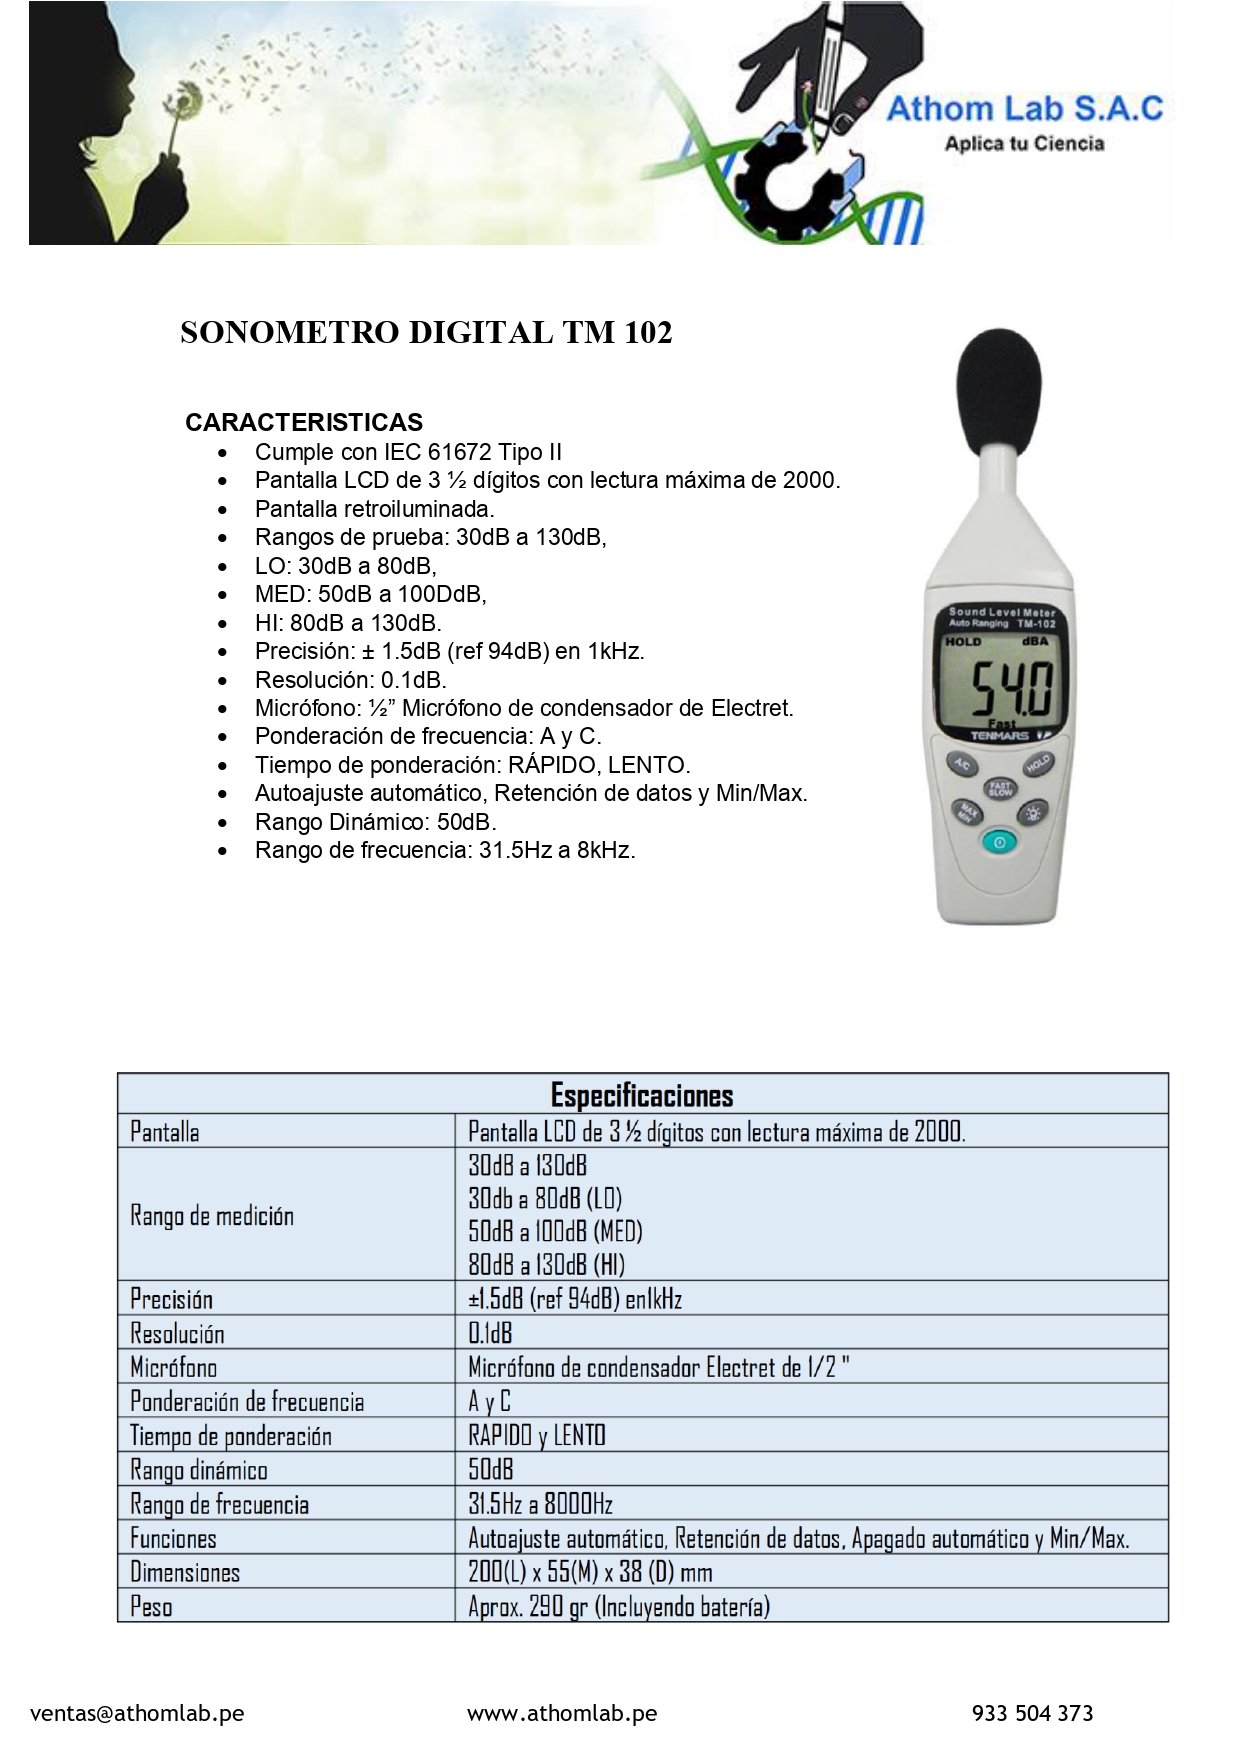 Athom Lab S.A.C
Aplica tu Ciencia
SONOMETRO DIGITAL TM 102
CARACTERISTICAS
• Cumple con IEC 61672 Tipo II
• Pantalla LCD de 3 ½ dígitos con lectura máxima de 2000.
• Pantalla retroiluminada.
• Rangos de prueba: 30dB a 130dB,
• LO: 30dB a 80dB,
• MED: 50dB a 100DdB,
• HI: 80dB a 130dB.
• Precisión: ± 1.5dB (ref 94dB) en 1kHz.
• Resolución: 0.1dB.
• Micrófono: ½” Micrófono de condensador de Electret.
• Ponderación de frecuencia: A y C.
• Tiempo de ponderación: RÁPIDO, LENTO.
• Autoajuste automático, Retención de datos y Min/Max.
• Rango Dinámico: 50dB.
• Rango de frecuencia: 31.5Hz a 8kHz.
Sound Level Meter
Auto Ranging TM-102
HOLD dBA
54.0
Fast
TENMARS
A/C HOLD
FAST
SLOW
MAX
MIN
Especificaciones
Pantalla Pantalla LCD de 3 ½ dígitos con lectura máxima de 2000.
Rango de medición 30dB a 130dB
30db a 80dB (LO)
50dB a 100dB (MED)
80dB a 130dB (HI)
Precisión ±1.5dB (ref 94dB) en1kHz
Resolución 0.1dB
Micrófono Micrófono de condensador Electret de 1/2 "
Ponderación de frecuencia A y C
Tiempo de ponderación RAPIDO y LENTO
Rango dinámico 50dB
Rango de frecuencia 31.5Hz a 8000Hz
Funciones Autoajuste automático, Retención de datos, Apagado automático y Min/Max.
Dimensiones 200(L) x 55(M) x 38 (D) mm
Peso Aprox. 290 gr (Incluyendo batería)
ventas@athomlab.pe www.athomlab.pe 933 504 373